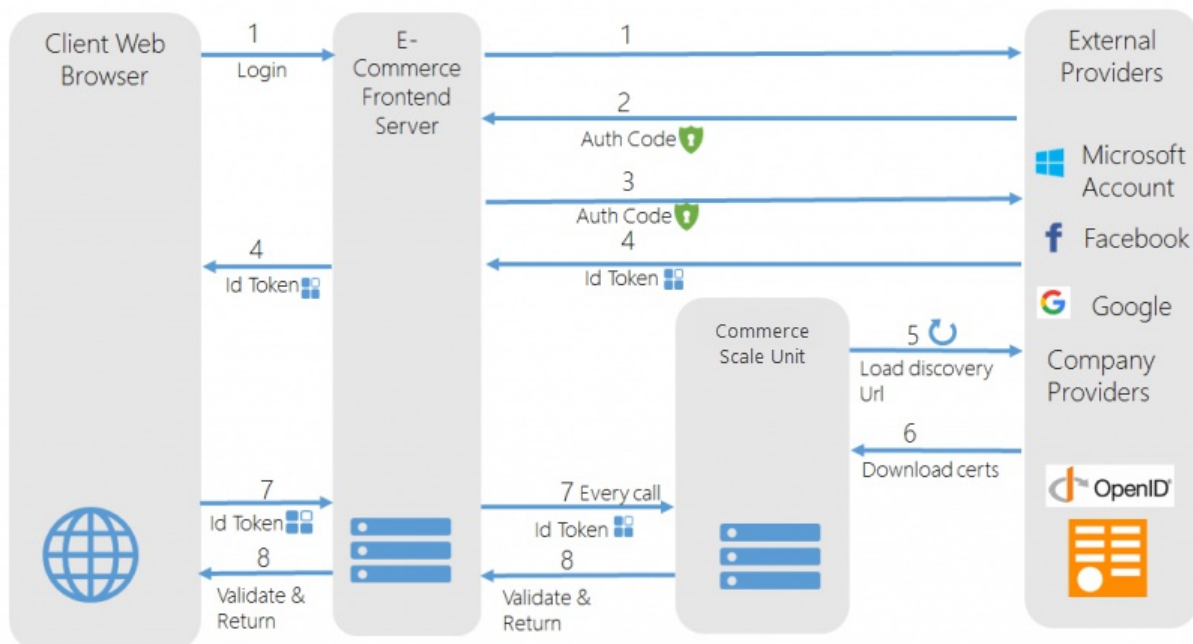 Client Web
Browser
1
Login
E-
Commerce
Frontend
Server
1
External
Providers
2
Auth Code
Microsoft
Account
3
Auth Code
Facebook
4
Id Token
4
Id Token
Google
Commerce
Scale Unit
5
Load discovery
Url
Company
Providers
6
Download certs
OpenID®
7
Id Token
7 Every call
Id Token
8
Validate &
Return
8
Validate &
Return